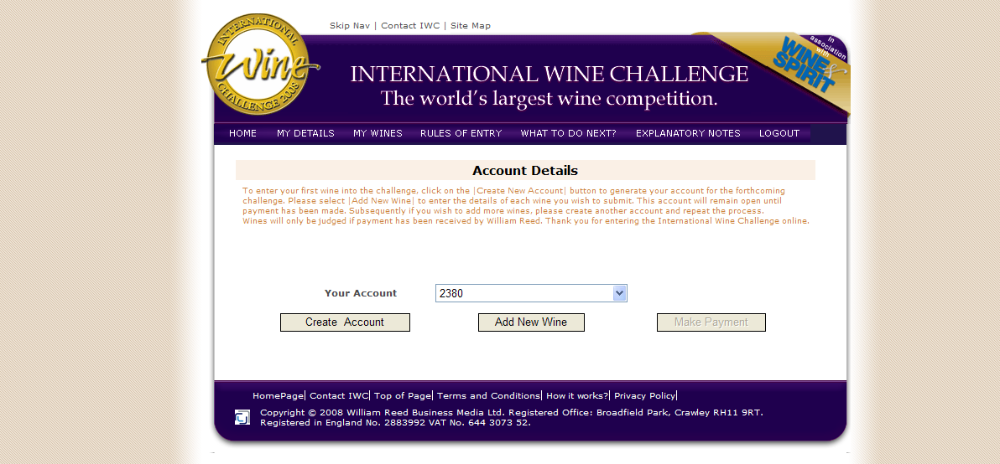 Skip Nav | Contact IWC | Site Map
INTERNATIONAL
Wine
CHALLENGE 2008
in
association
with
WINE &
SPIRIT
INTERNATIONAL WINE CHALLENGE
The world's largest wine competition.
HOME MY DETAILS MY WINES RULES OF ENTRY WHAT TO DO NEXT? EXPLANATORY NOTES LOGOUT
Account Details
To enter your first wine into the challenge, click on the |Create New Account| button to generate your account for the forthcoming
challenge. Please select |Add New Wine| to enter the details of each wine you wish to submit. This account will remain open until
payment has been made. Subsequently if you wish to add more wines, please create another account and repeat the process.
Wines will only be judged if payment has been received by William Reed. Thank you for entering the International Wine Challenge online.
Your Account 2380
Create Account Add New Wine Make Payment
HomePage| Contact IWC| Top of Page| Terms and Conditions| How it works?| Privacy Policy|
Copyright © 2008 William Reed Business Media Ltd. Registered Office: Broadfield Park, Crawley RH11 9RT.
Registered in England No. 2883992 VAT No. 644 3073 52.